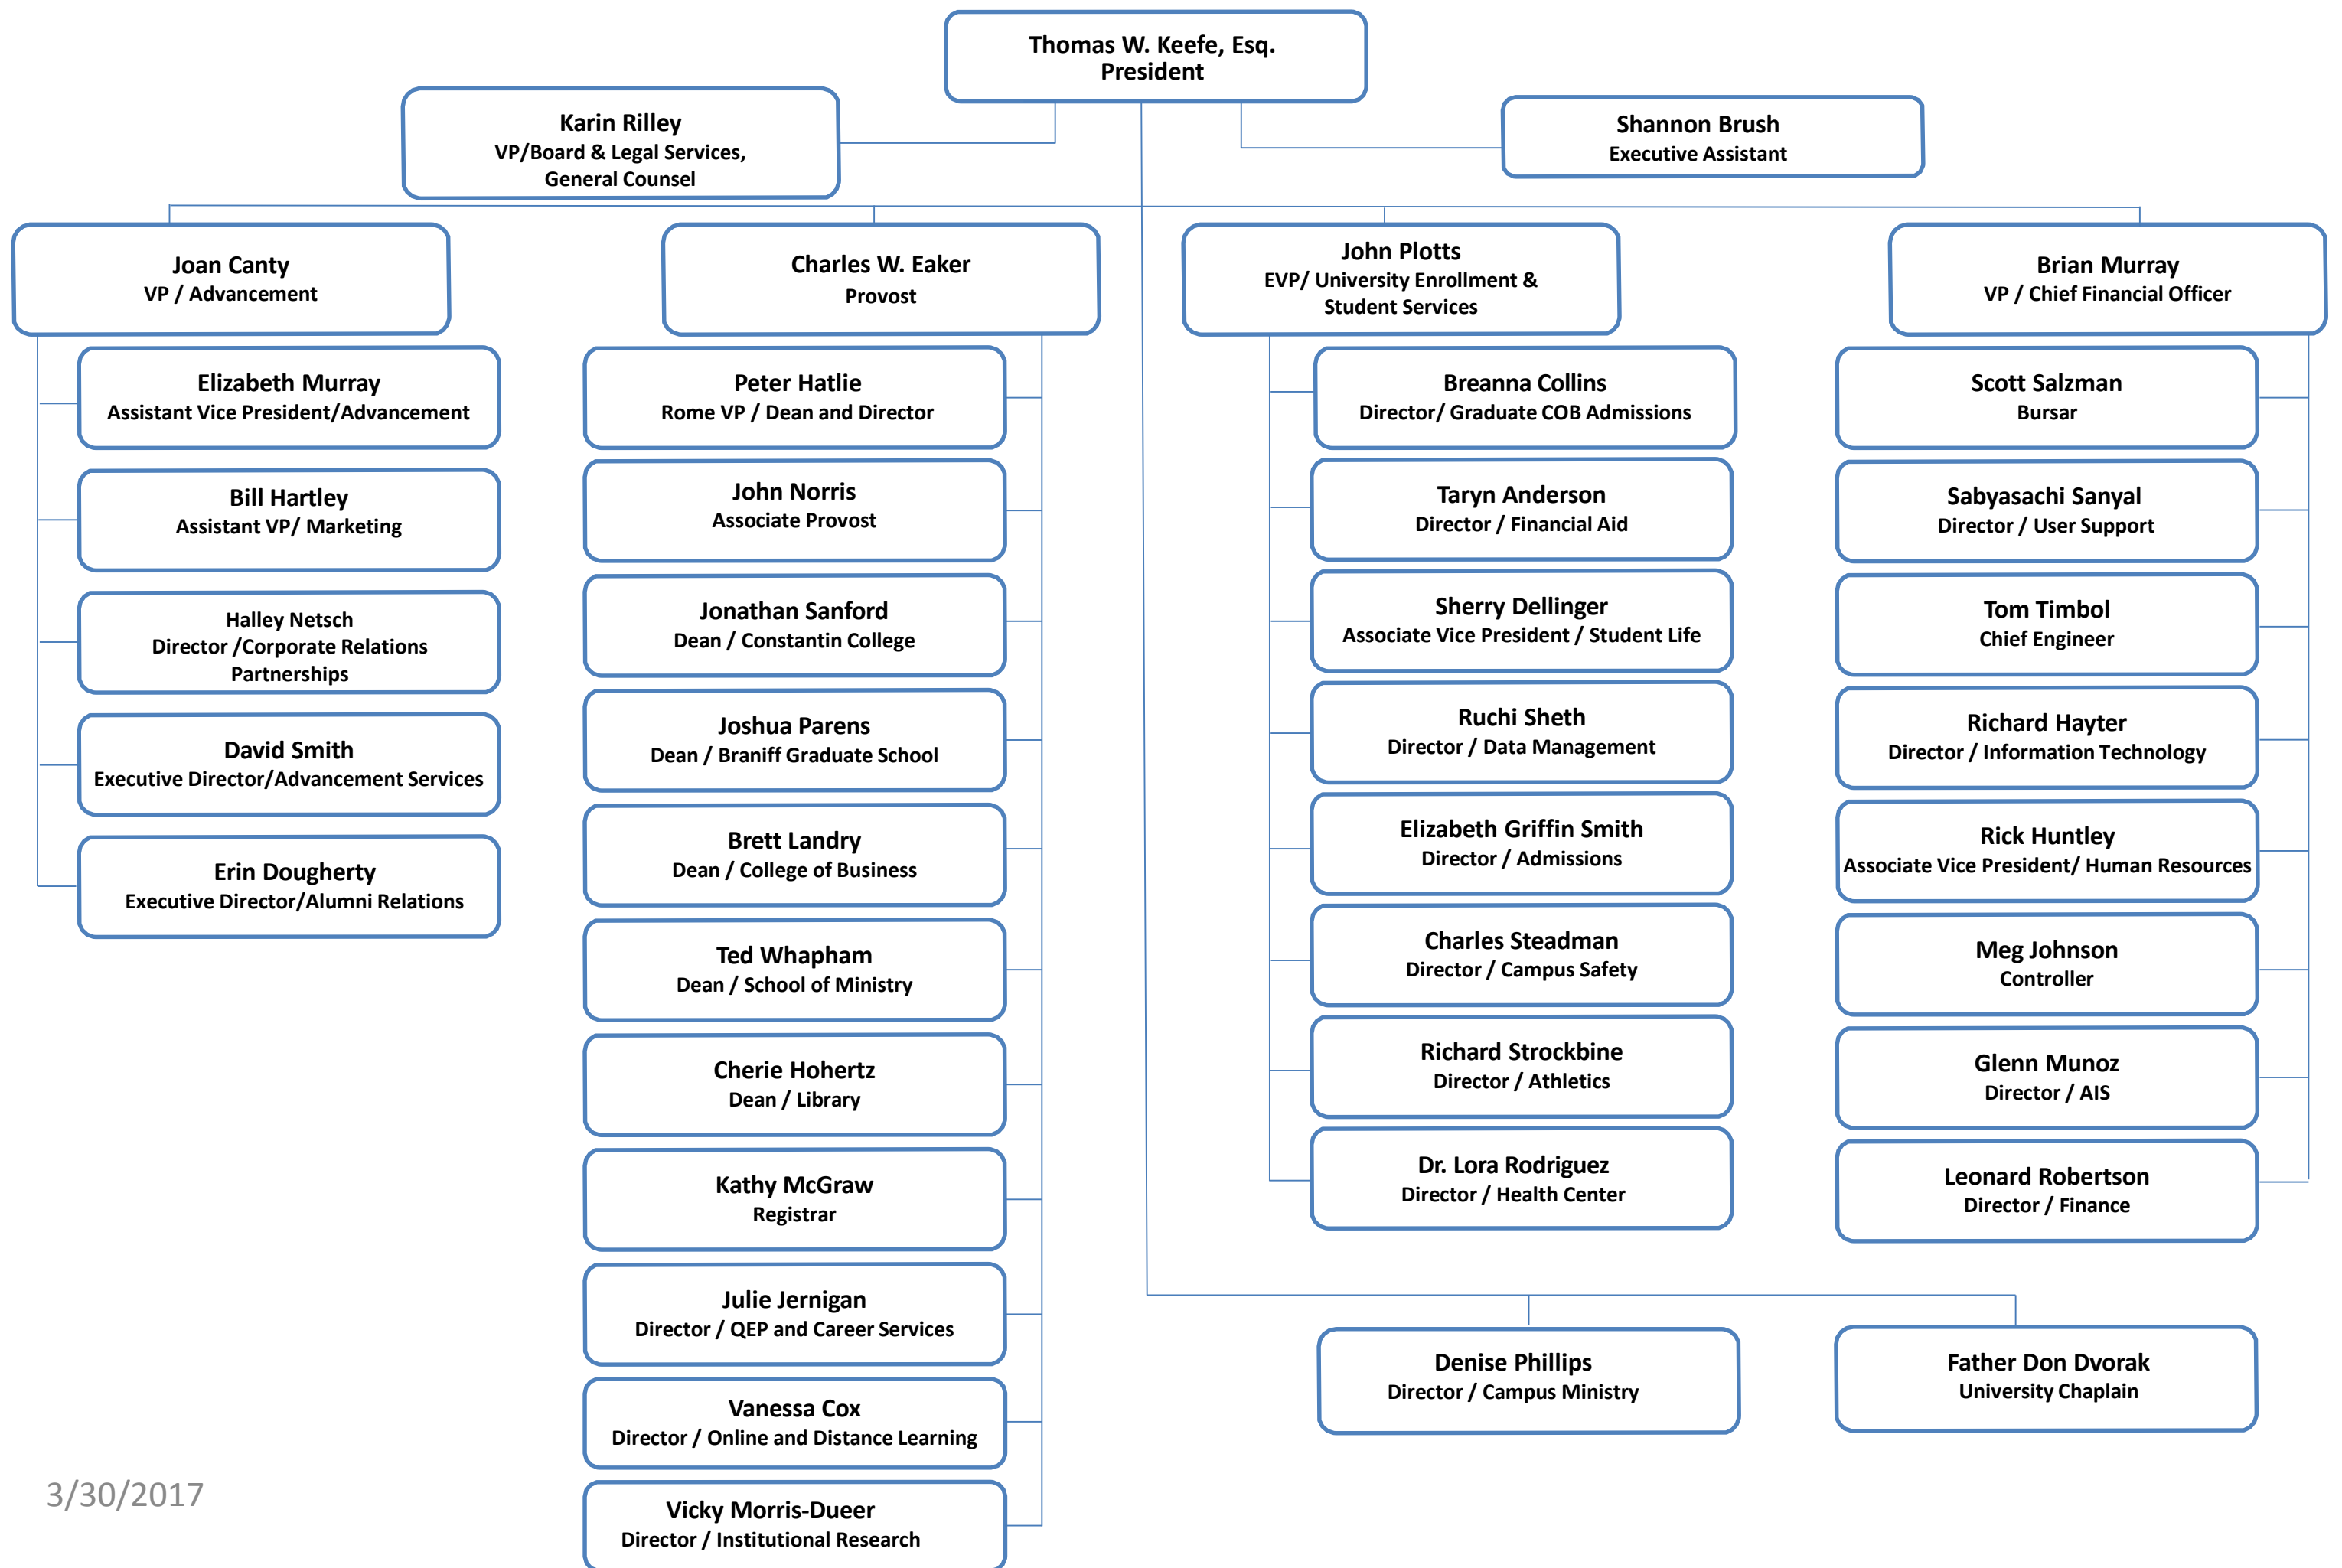 Thomas W. Keefe, Esq.
President
Karin Rilley
VP/Board & Legal Services,
General Counsel
Shannon Brush
Executive Assistant
Joan Canty
VP / Advancement
Charles W. Eaker
Provost
John Plotts
EVP/ University Enrollment &
Student Services
Brian Murray
VP / Chief Financial Officer
Elizabeth Murray
Assistant Vice President/Advancement
Bill Hartley
Assistant VP/ Marketing
Halley Netsch
Director /Corporate Relations
Partnerships
David Smith
Executive Director/Advancement Services
Erin Dougherty
Executive Director/Alumni Relations
Peter Hatlie
Rome VP / Dean and Director
John Norris
Associate Provost
Jonathan Sanford
Dean / Constantin College
Joshua Parens
Dean / Braniff Graduate School
Brett Landry
Dean / College of Business
Ted Whapham
Dean / School of Ministry
Cherie Hohertz
Dean / Library
Kathy McGraw
Registrar
Julie Jernigan
Director / QEP and Career Services
Vanessa Cox
Director / Online and Distance Learning
Vicky Morris-Dueer
Director / Institutional Research
Breanna Collins
Director/ Graduate COB Admissions
Taryn Anderson
Director / Financial Aid
Sherry Dellinger
Associate Vice President / Student Life
Ruchi Sheth
Director / Data Management
Elizabeth Griffin Smith
Director / Admissions
Charles Steadman
Director / Campus Safety
Richard Strockbine
Director / Athletics
Dr. Lora Rodriguez
Director / Health Center
Scott Salzman
Bursar
Sabyasachi Sanyal
Director / User Support
Tom Timbol
Chief Engineer
Richard Hayter
Director / Information Technology
Rick Huntley
Associate Vice President/ Human Resources
Meg Johnson
Controller
Glenn Munoz
Director / AIS
Leonard Robertson
Director / Finance
Denise Phillips
Director / Campus Ministry
Father Don Dvorak
University Chaplain
3/30/2017